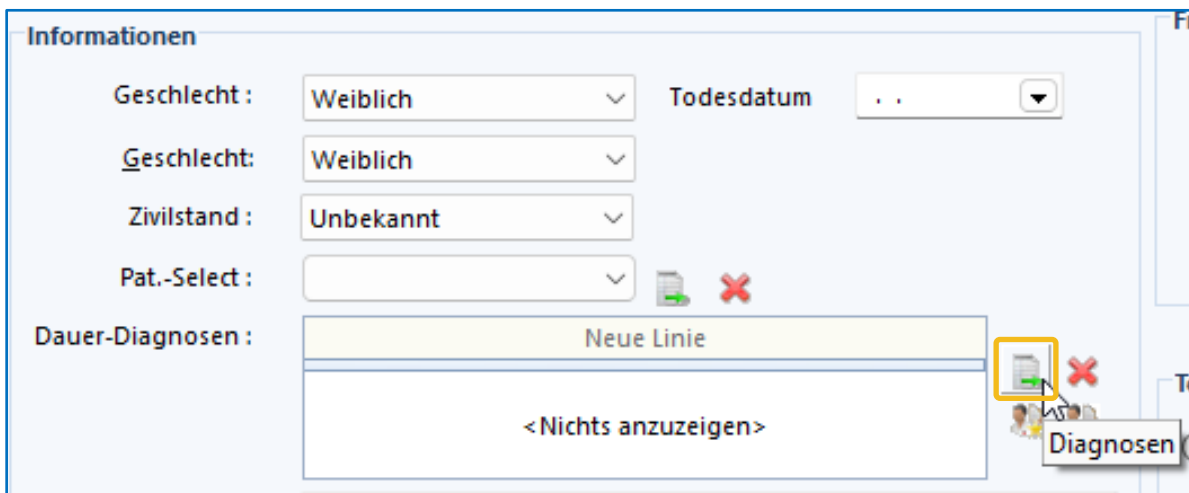 Informationen
Geschlecht : Weiblich Todesdatum . .
Geschlecht: Weiblich
Zivilstand : Unbekannt
Pat.-Select :
Dauer-Diagnosen : Neue Linie
<Nichts anzuzeigen>
Diagnosen